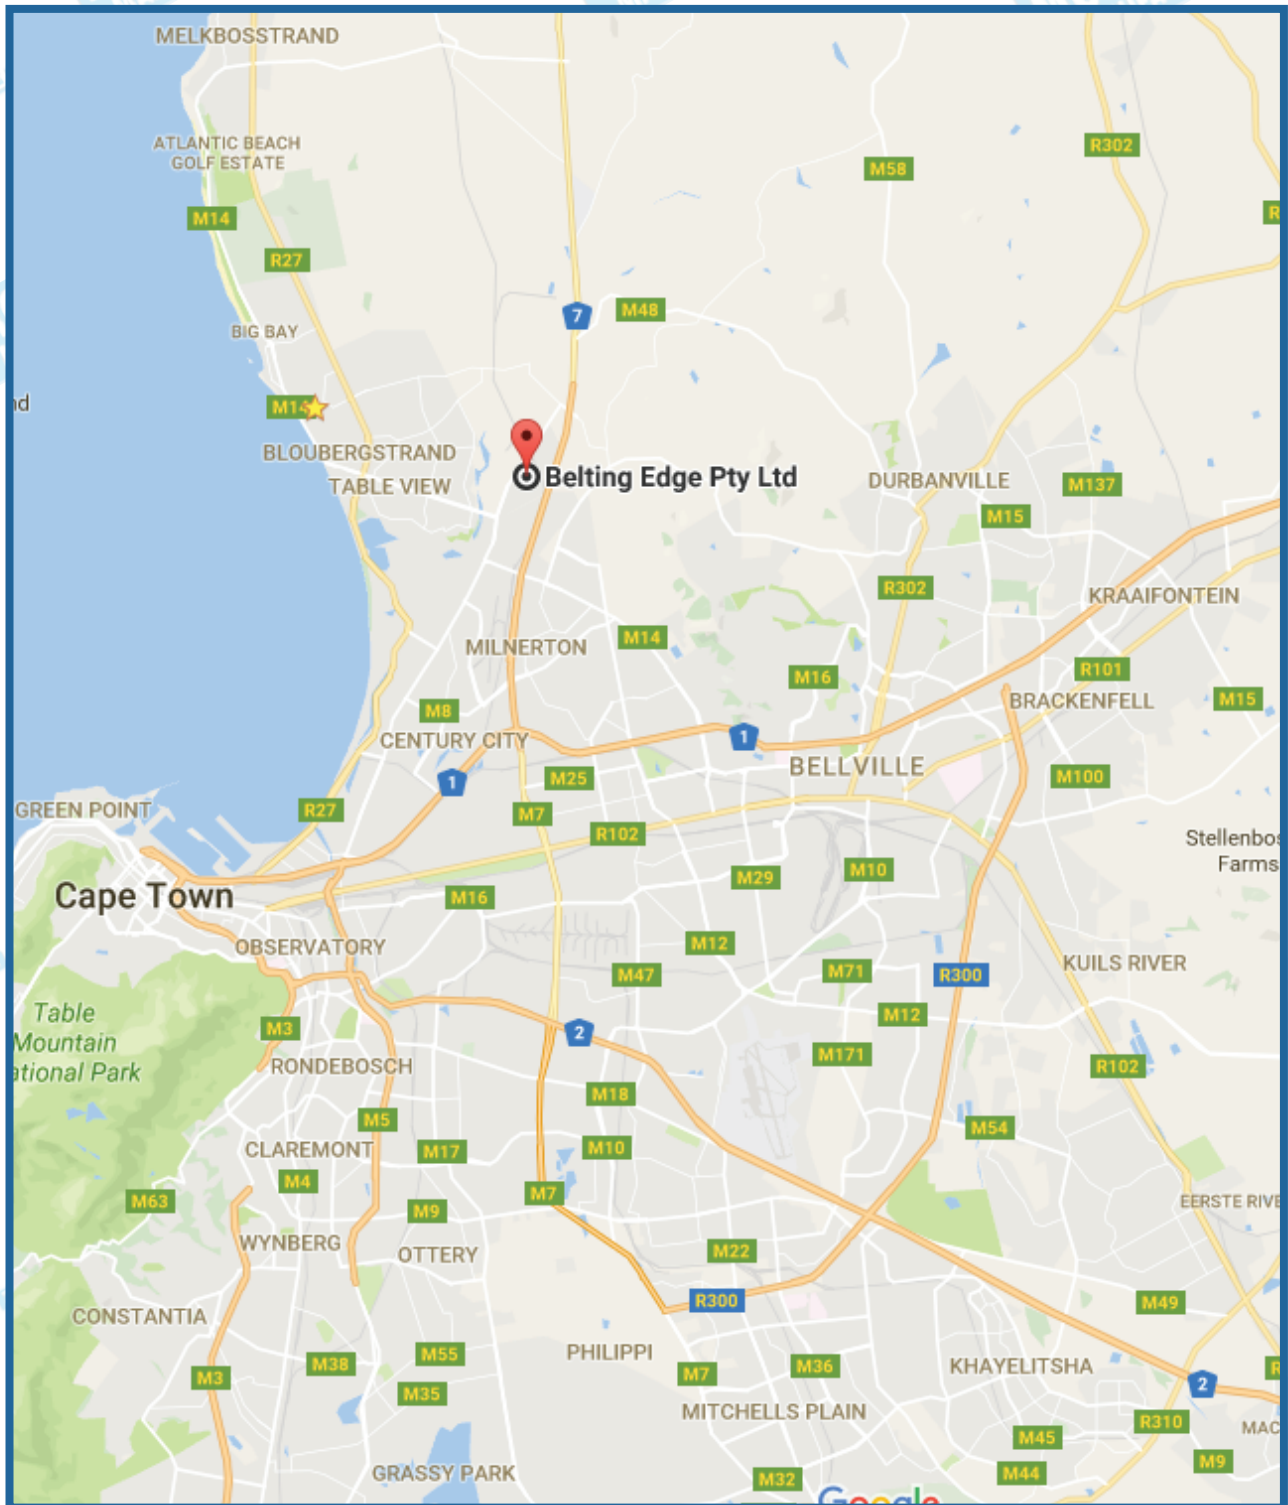 MELKBOSSTRAND
ATLANTIC BEACH
GOLF ESTATE
R302
M58
M14
R27
7
M48
BIG BAY
M14
BLOUBERGSTRAND
TABLE VIEW
Belting Edge Pty Ltd
DURBANVILLE
M137
M15
R302
KRAAIFONTEIN
MILNERTON
M14
M16
R101
BRACKENFELL
M15
M8
CENTURY CITY
1
BELLVILLE
1
M25
M100
GREEN POINT
R27
M7
R102
Stellenbos
Farms
M29
M10
Cape Town
M16
OBSERVATORY
M12
M47
M71
R300
KUILS RIVER
Table
Mountain
ational Park
M3
2
M12
M171
RONDEBOSCH
R102
M18
M5
M54
CLAREMONT
M17
M10
M4
M63
M7
EERSTE RIVE
M9
WYNBERG
OTTERY
M22
R300
M49
CONSTANTIA
PHILIPPI
M55
M38
M3
M35
M7
M36
KHAYELITSHA
2
MITCHELLS PLAIN
R310
MAC
M45
M9
GRASSY PARK
M32
M44
Google